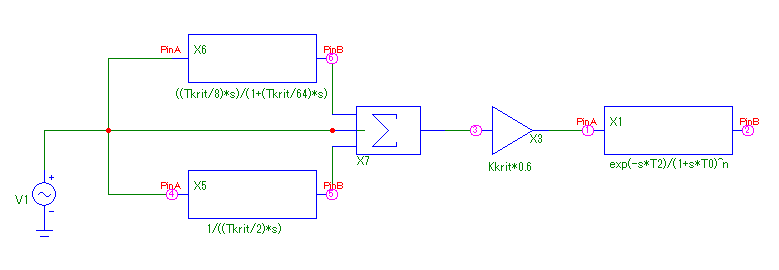 PinA X6 PinB
6
((Tkrit/8)*s)/(1+(Tkrit/64)*s)
V1
+
-
PinA X5 PinB
4 5
1/((Tkrit/2)*s)
Σ
X7
3
X3
Kkrit*0.6
PinA X1 PinB
1 2
exp(-s*T2)/(1+s*T0)^n